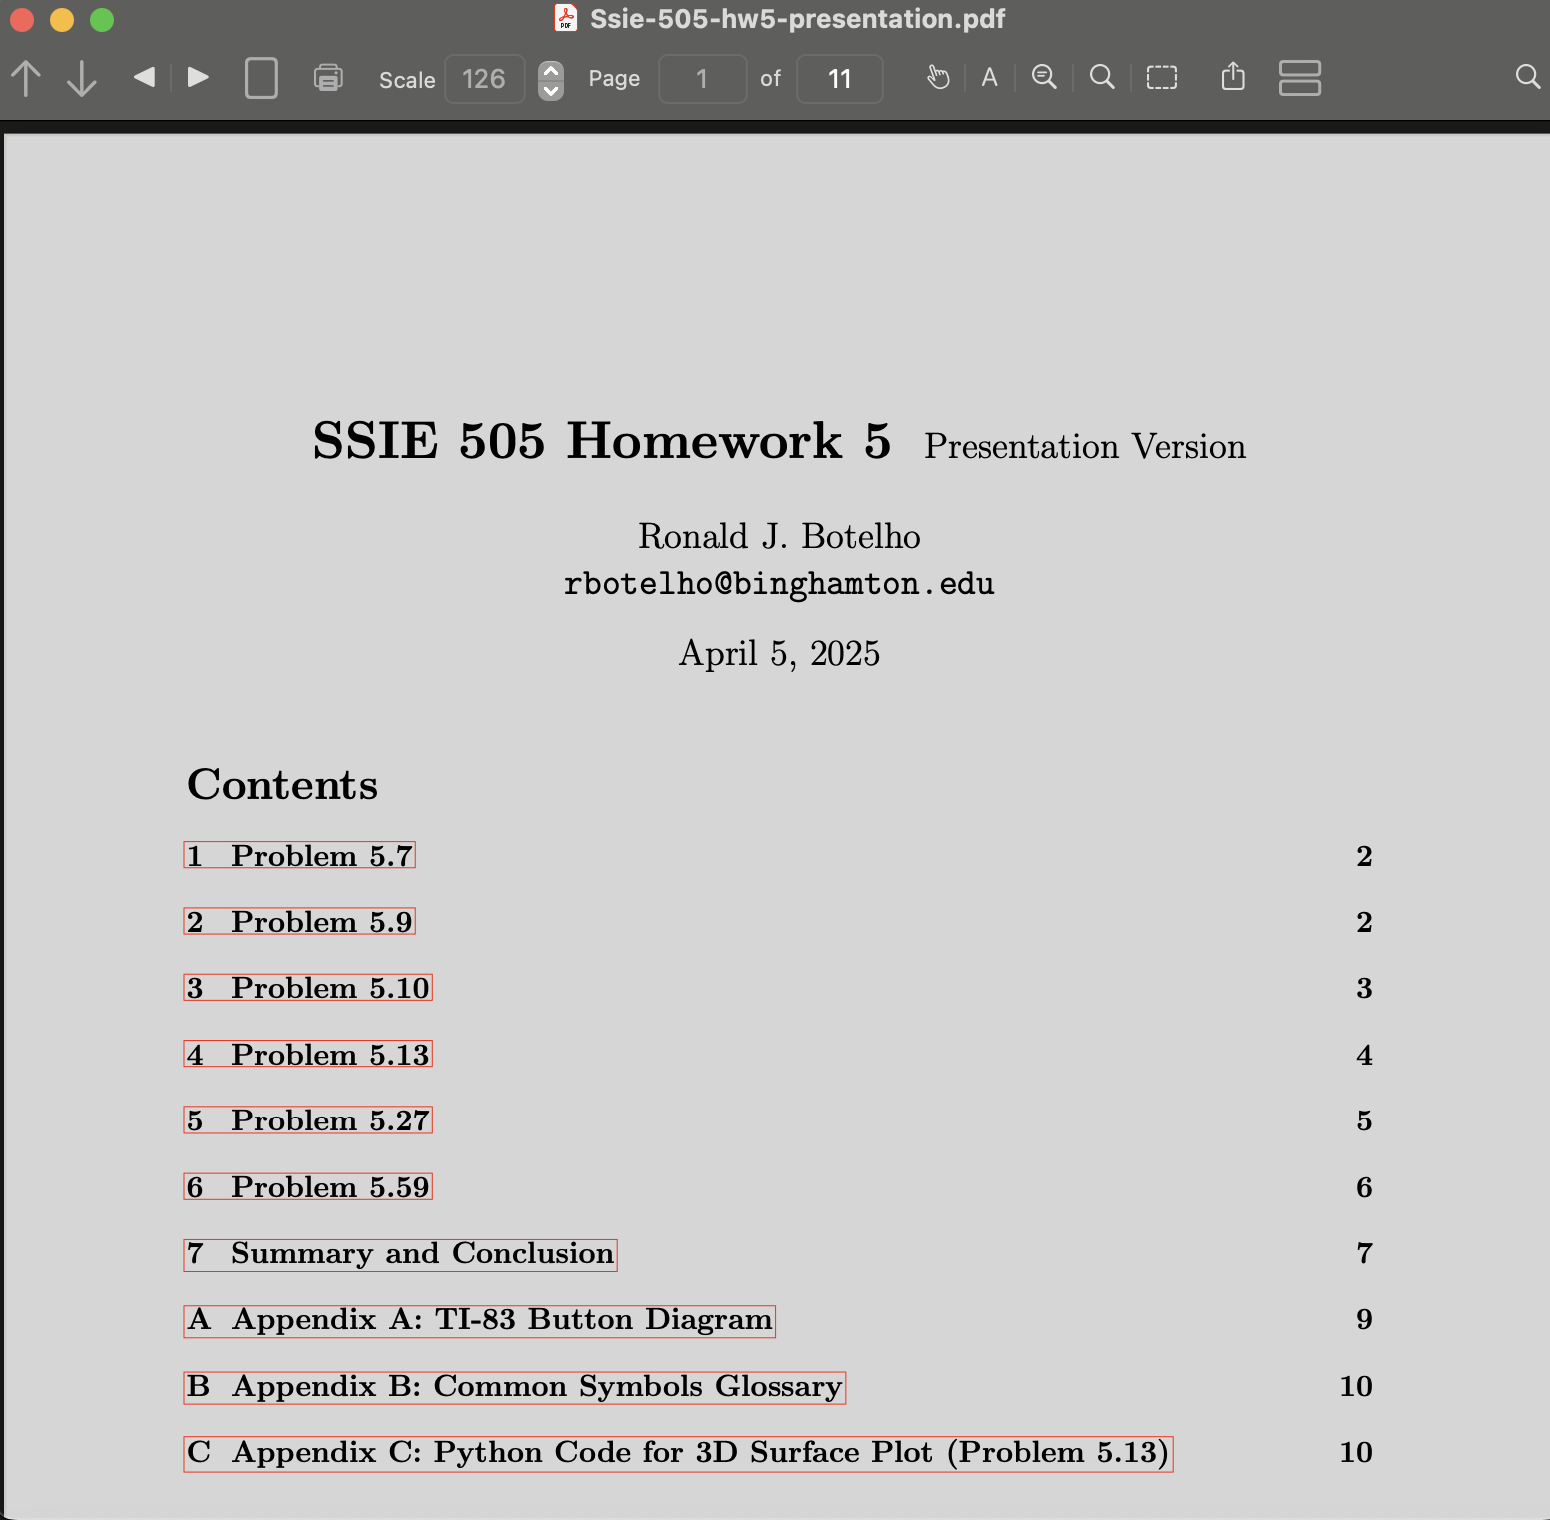 Ssie-505-hw5-presentation.pdf
Scale 126 Page 1 of 11 A
SSIE 505 Homework 5 Presentation Version
Ronald J. Botelho
rbotelho@binghamton.edu
April 5, 2025
Contents
1 Problem 5.7 2
2 Problem 5.9 2
3 Problem 5.10 3
4 Problem 5.13 4
5 Problem 5.27 5
6 Problem 5.59 6
7 Summary and Conclusion 7
A Appendix A: TI-83 Button Diagram 9
B Appendix B: Common Symbols Glossary 10
C Appendix C: Python Code for 3D Surface Plot (Problem 5.13) 10